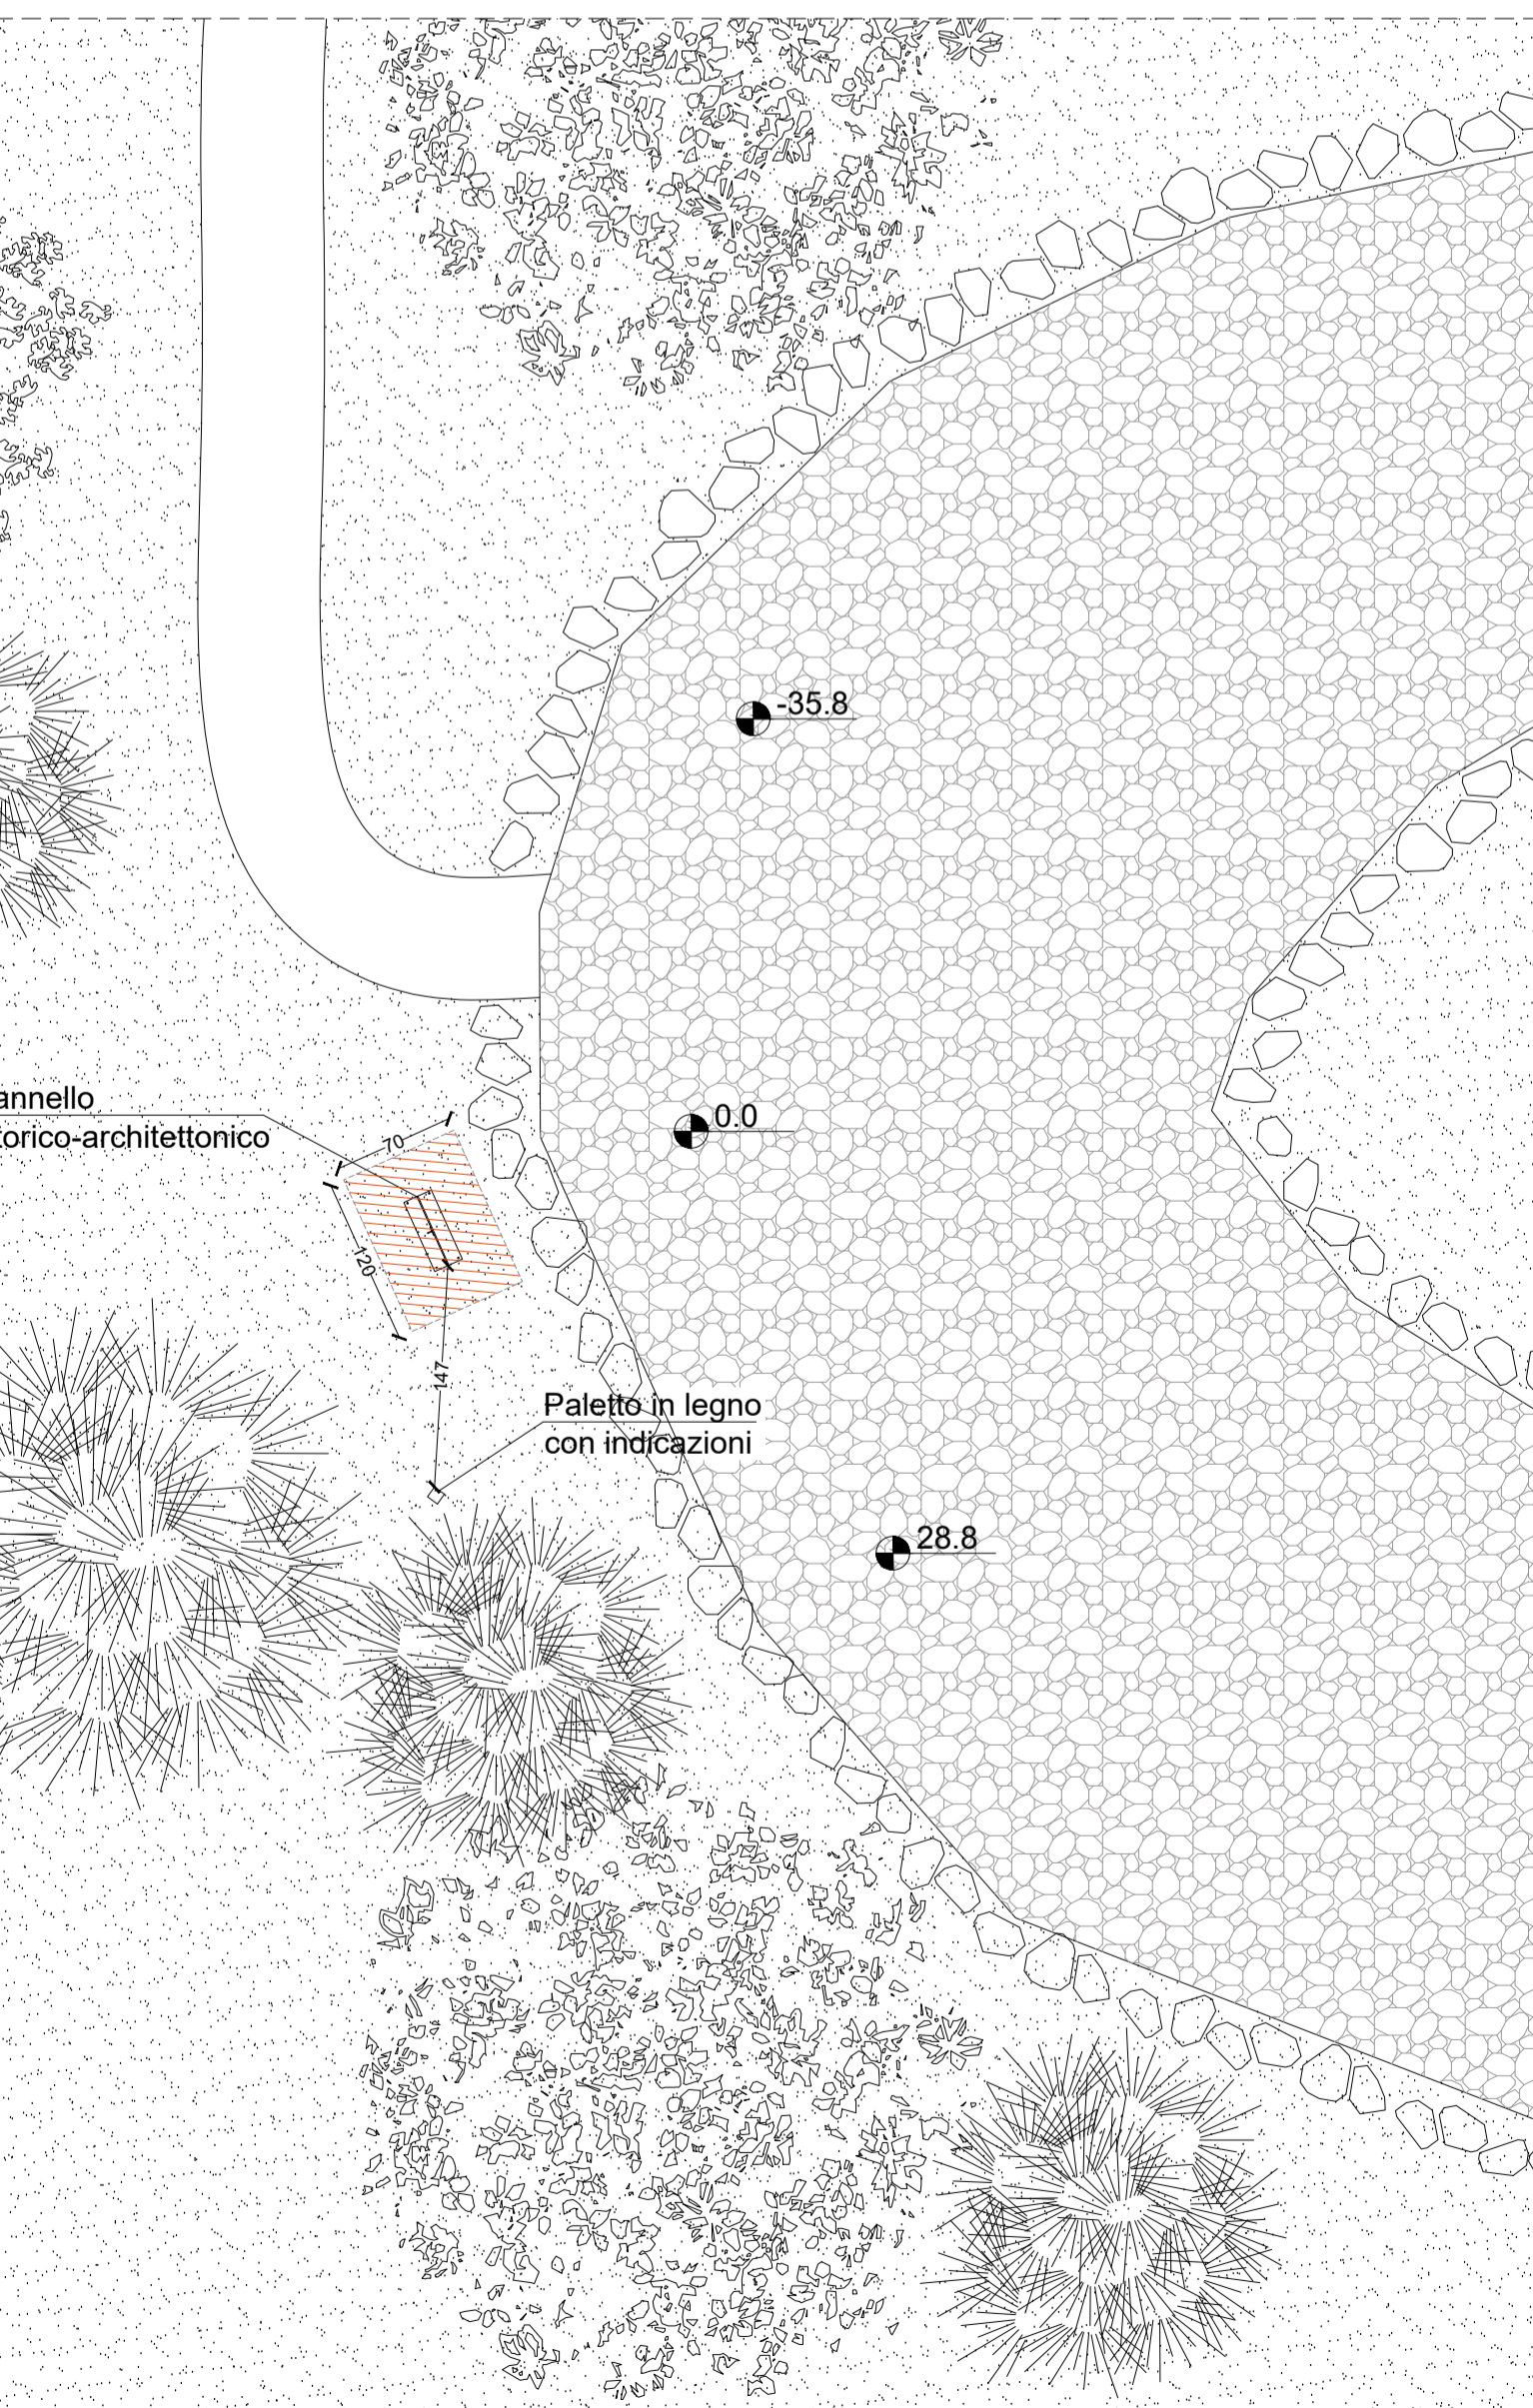 -35.8
annello
torico-architettonico
0.0
70
120
147
Paletto in legno
con indicazioni
28.8